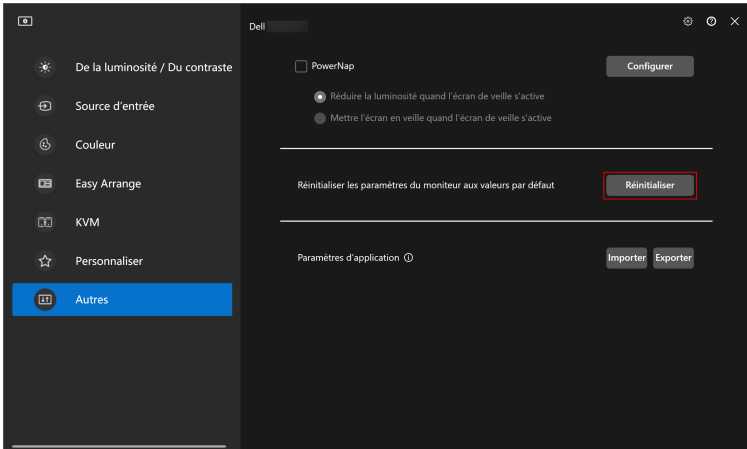 Dell
De la luminosité / Du contraste
Source d'entrée
Couleur
Easy Arrange
KVM
Personnaliser
Autres
PowerNap
Configurer
Réduire la luminosité quand l'écran de veille s'active
Mettre l'écran en veille quand l'écran de veille s'active
Réinitialiser les paramètres du moniteur aux valeurs par défaut
Réinitialiser
Paramètres d'application
Importer
Exporter